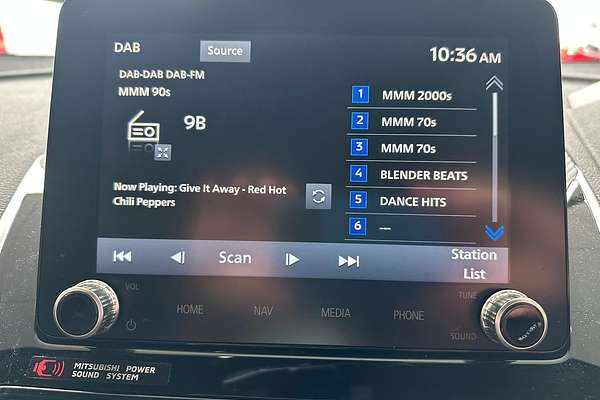 DAB
Source
10:36 AM
DAB-DAB DAB-FM
MMM 90s
9B
1 MMM 2000s
2 MMM 70s
3 MMM 70s
4 BLENDER BEATS
5 DANCE HITS
6 ---
Now Playing: Give It Away - Red Hot
Chili Peppers
Scan
Station
List
VOL
TUNE
HOME
NAV
MEDIA
PHONE
SOUND
MITSUBISHI POWER
SOUND SYSTEM